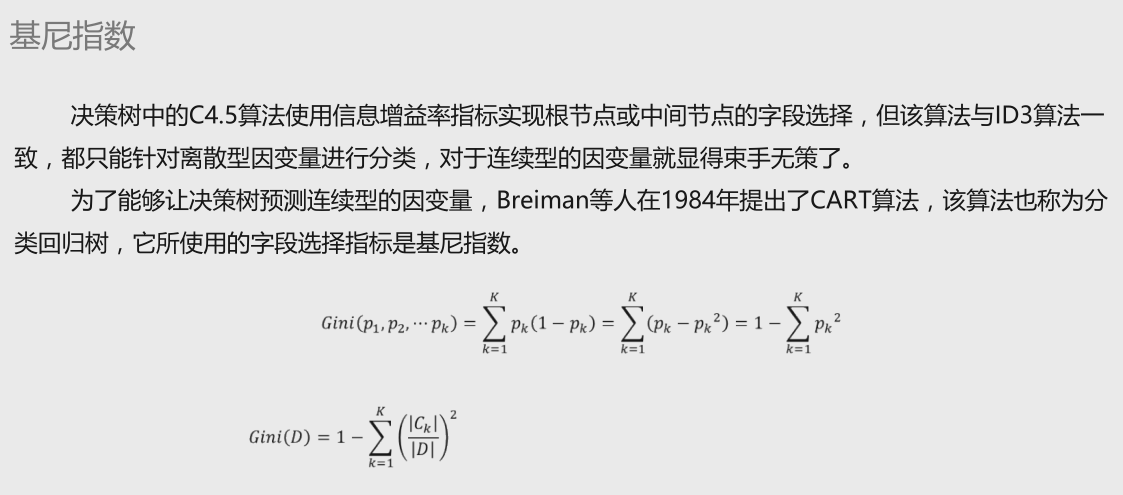 基尼指数
决策树中的C4.5算法使用信息增益率指标实现根节点或中间节点的字段选择，但该算法与ID3算法一
致，都只能针对离散型因变量进行分类，对于连续型的因变量就显得束手无策了。
为了能够让决策树预测连续型的因变量，Breiman等人在1984年提出了CART算法，该算法也称为分
类回归树，它所使用的字段选择指标是基尼指数。
$Gini(p_1, p_2, \cdots p_k) = \sum_{k=1}^{K} p_k(1 - p_k) = \sum_{k=1}^{K} (p_k - {p_k}^2) = 1 - \sum_{k=1}^{K} {p_k}^2$
$Gini(D) = 1 - \sum_{k=1}^{K} \left(\frac{|C_k|}{|D|}\right)^2$